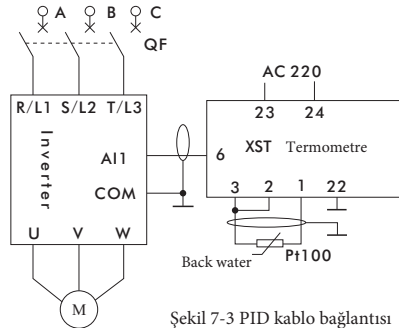 A B C
QF
AC 220
R/L1 S/L2 T/L3
23 24
Inverter
AI1
6
XST Termometre
COM
3 2 1 22
U V W
Back water
Pt100
M
Şekil 7-3 PID kablo bağlantısı